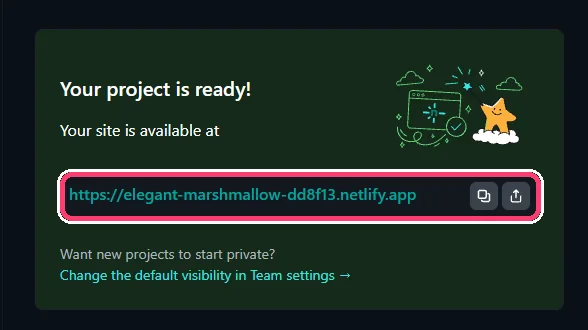 Your project is ready!
Your site is available at
https://elegant-marshmallow-dd8f13.netlify.app
Want new projects to start private?
Change the default visibility in Team settings →